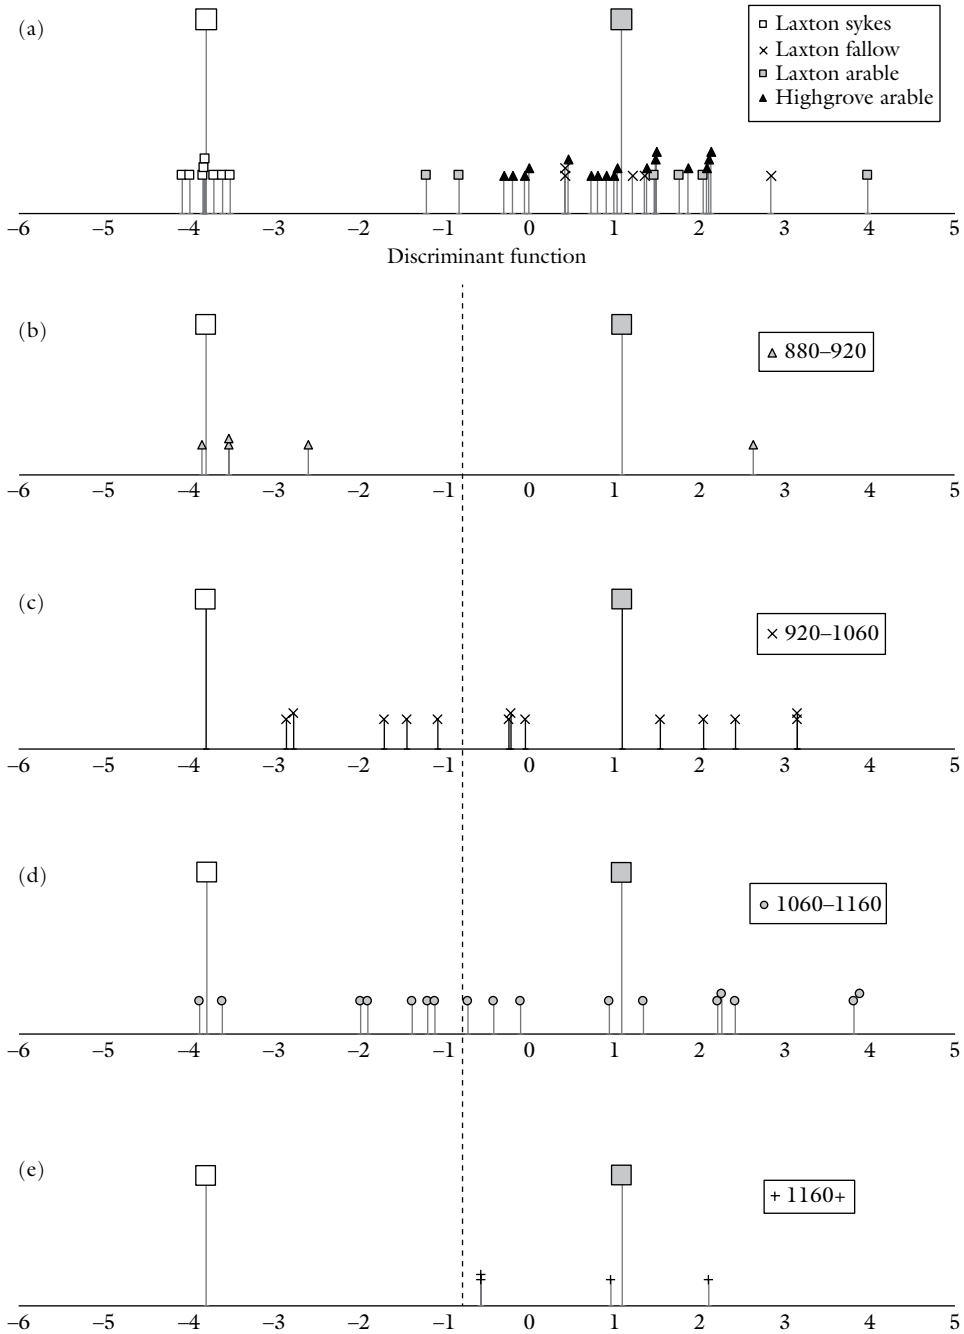 (a)
Laxton sykes
Laxton fallow
Laxton arable
Highgrove arable
–6 –5 –4 –3 –2 –1 0 1 2 3 4 5
Discriminant function
(b)
880–920
–6 –5 –4 –3 –2 –1 0 1 2 3 4 5
(c)
920–1060
–6 –5 –4 –3 –2 –1 0 1 2 3 4 5
(d)
1060–1160
–6 –5 –4 –3 –2 –1 0 1 2 3 4 5
(e)
1160+
–6 –5 –4 –3 –2 –1 0 1 2 3 4 5